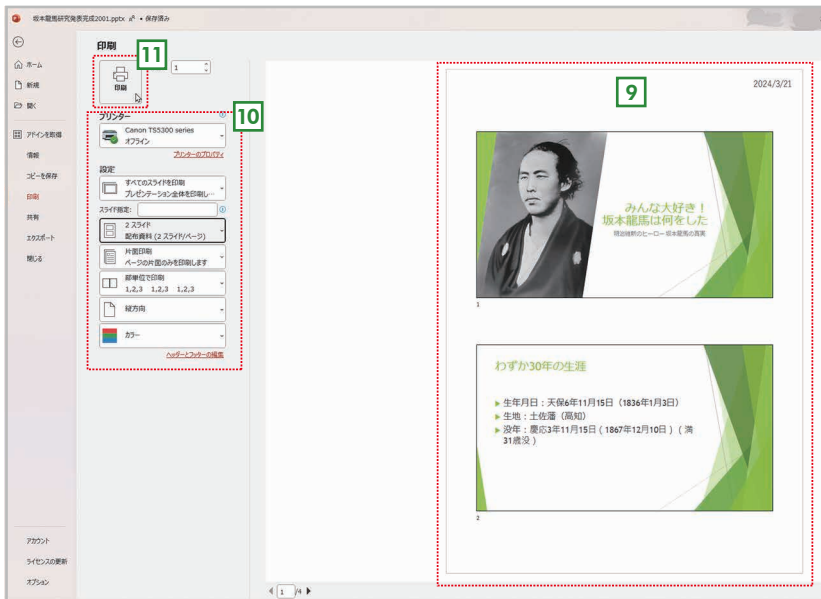 坂本龍馬研究発表完成2001.pptx • 保存済み
ホーム
新規
開く
アドインを取得
情報
コピーを保存
印刷
共有
エクスポート
閉じる
アカウント
ライセンスの更新
オプション
印刷
11
印刷
1
10
プリンター
Canon TS5300 series
オフライン
プリンターのプロパティ
設定
すべてのスライドを印刷
プレゼンテーション全体を印刷し…
スライド指定:
2 スライド
配布資料 (2 スライド/ページ)
片面印刷
ページの片面のみを印刷します
部単位で印刷
1,2,3 1,2,3 1,2,3
縦方向
カラー
ヘッダーとフッターの編集
9
2024/3/21
みんな大好き！
坂本龍馬は何をした
明治維新のヒーロー坂本龍馬の真実
1
わずか30年の生涯
生年月日：天保6年11月15日（1836年1月3日）
生地：土佐藩（高知）
没年：慶応3年11月15日（1867年12月10日）（満
31歳没）
2
1 /4